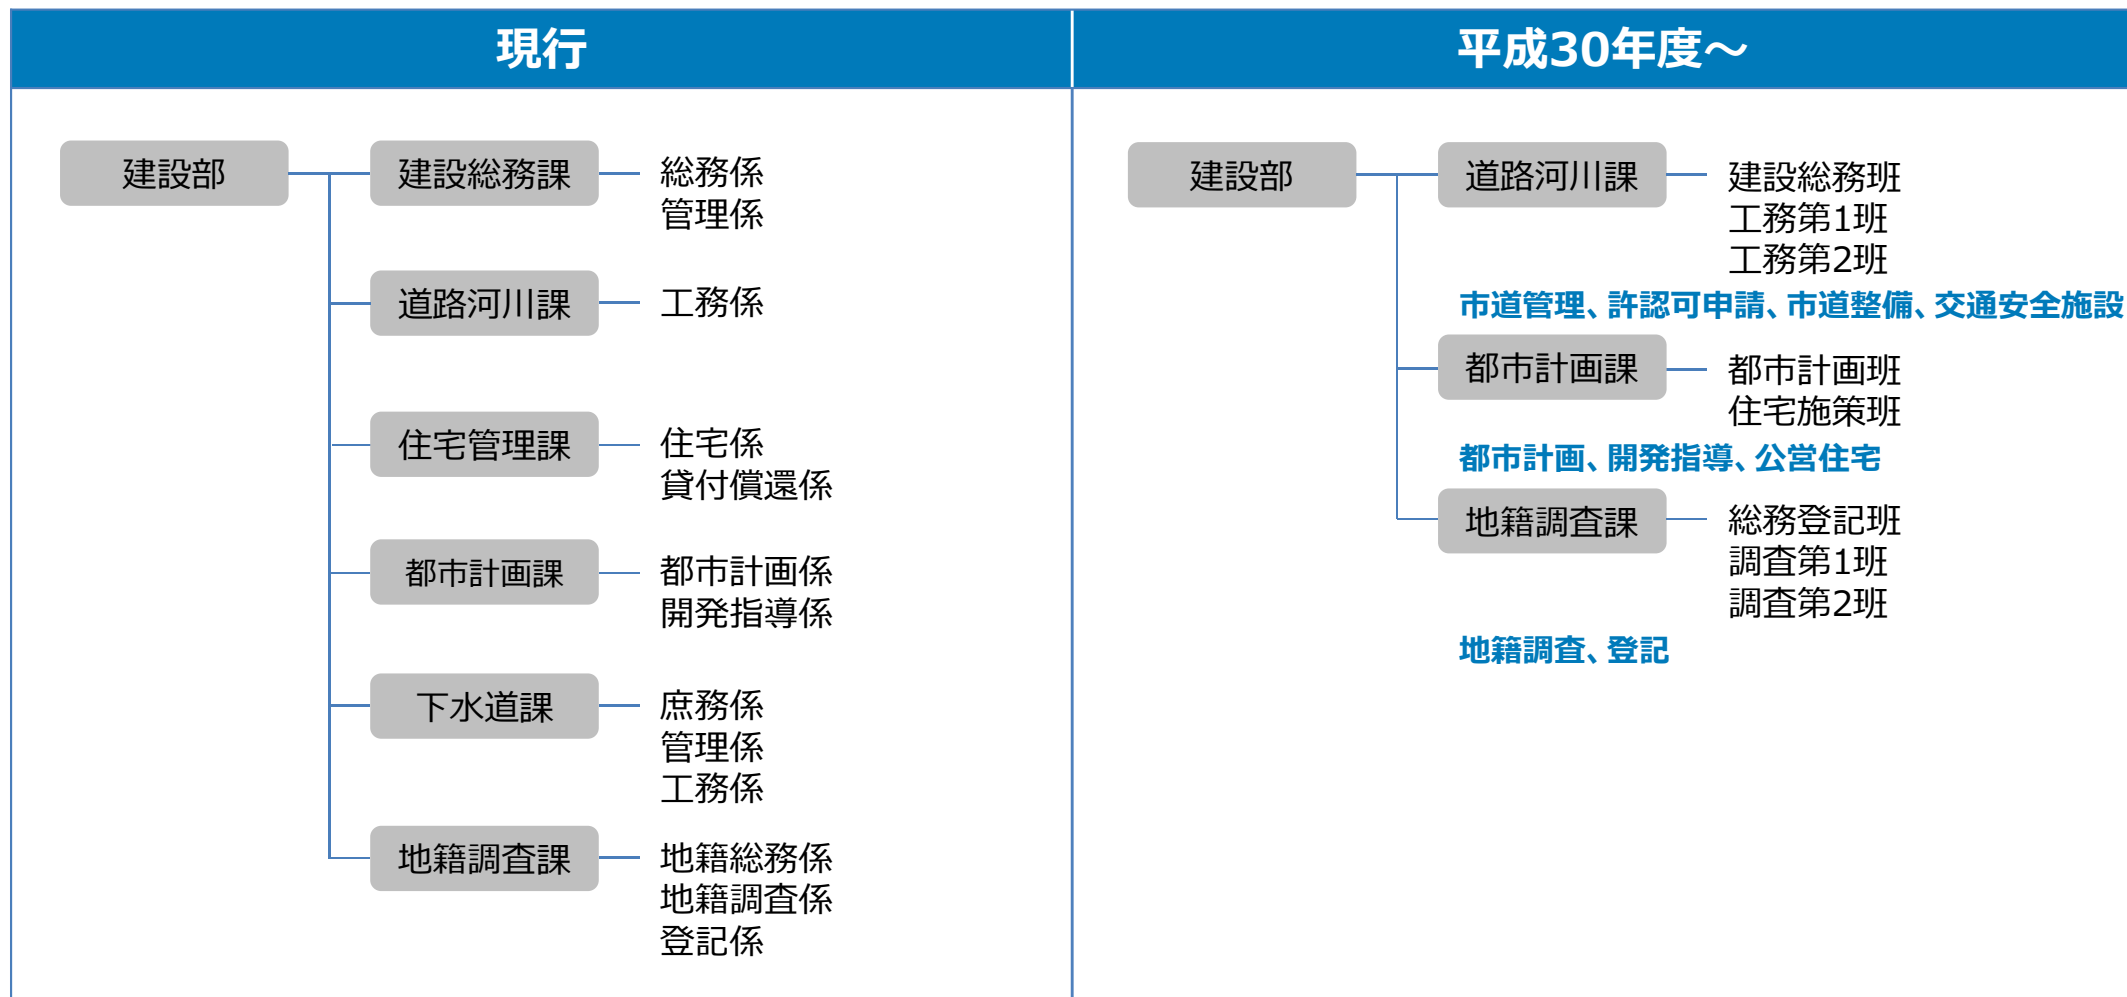 現行
建設部
建設総務課
総務係
管理係
道路河川課
工務係
住宅管理課
住宅係
貸付償還係
都市計画課
都市計画係
開発指導係
下水道課
庶務係
管理係
工務係
地籍調査課
地籍総務係
地籍調査係
登記係
平成30年度～
建設部
道路河川課
建設総務班
工務第1班
工務第2班
市道管理、許認可申請、市道整備、交通安全施設
都市計画課
都市計画班
住宅施策班
都市計画、開発指導、公営住宅
地籍調査課
総務登記班
調査第1班
調査第2班
地籍調査、登記